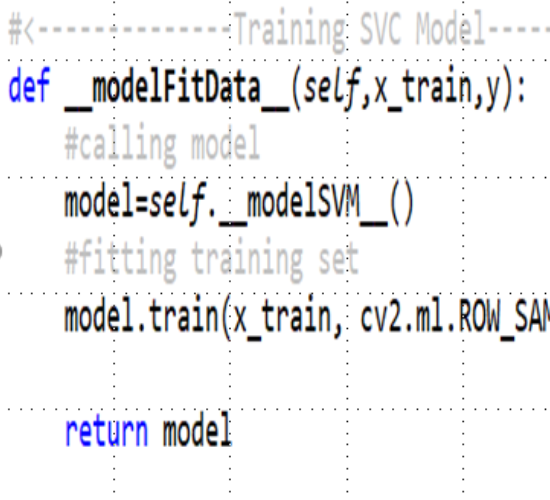 #<--------------Training SVC Model-----
def __modelFitData__(self,x_train,y):
#calling model
model=self.__modelSVM__()
#fitting training set
model.train(x_train, cv2.ml.ROW_SAM
return model